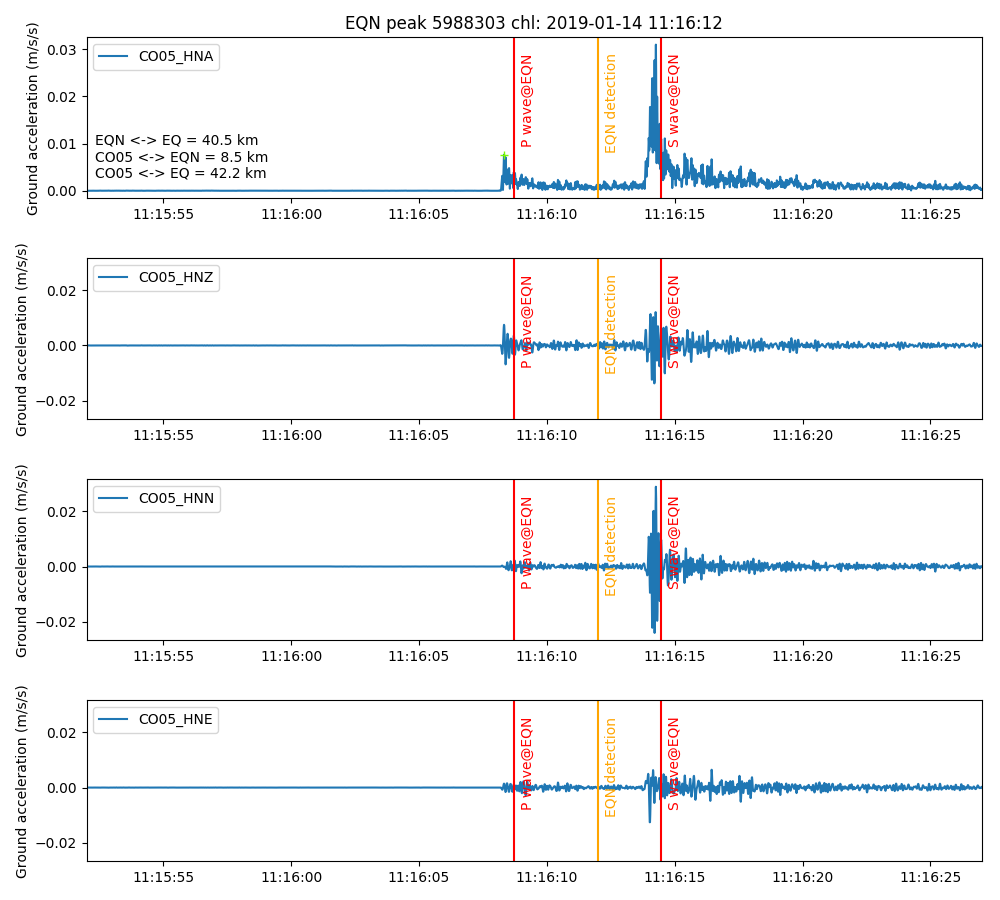 EQN peak 5988303 chl: 2019-01-14 11:16:12
Ground acceleration (m/s/s)
0.03
0.02
0.01
0.00
CO05_HNA
EQN <-> EQ = 40.5 km
CO05 <-> EQN = 8.5 km
CO05 <-> EQ = 42.2 km
P wave@EQN
EQN detection
S wave@EQN
11:15:55 11:16:00 11:16:05 11:16:10 11:16:15 11:16:20 11:16:25
Ground acceleration (m/s/s)
0.02
0.00
−0.02
CO05_HNZ
P wave@EQN
EQN detection
S wave@EQN
11:15:55 11:16:00 11:16:05 11:16:10 11:16:15 11:16:20 11:16:25
Ground acceleration (m/s/s)
0.02
0.00
−0.02
CO05_HNN
P wave@EQN
EQN detection
S wave@EQN
11:15:55 11:16:00 11:16:05 11:16:10 11:16:15 11:16:20 11:16:25
Ground acceleration (m/s/s)
0.02
0.00
−0.02
CO05_HNE
P wave@EQN
EQN detection
S wave@EQN
11:15:55 11:16:00 11:16:05 11:16:10 11:16:15 11:16:20 11:16:25